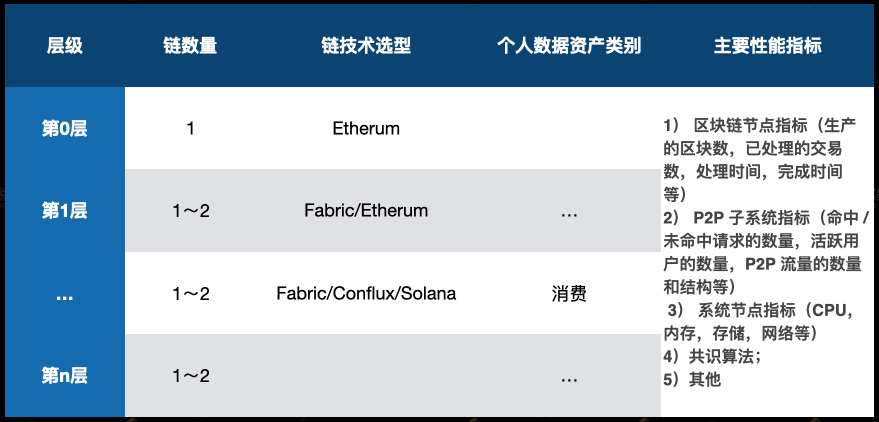 层级 链数量 链技术选型 个人数据资产类别 主要性能指标
第0层 1 Etherum
第1层 1～2 Fabric/Etherum …
… 1～2 Fabric/Conflux/Solana 消费
第n层 1～2 …
1） 区块链节点指标（生产
的区块数，已处理的交易
数，处理时间，完成时间
等）
2） P2P 子系统指标（命中 /
未命中请求的数量，活跃用
户的数量，P2P 流量的数量
和结构等）
3） 系统节点指标（CPU，
内存，存储，网络等）
4）共识算法；
5）其他